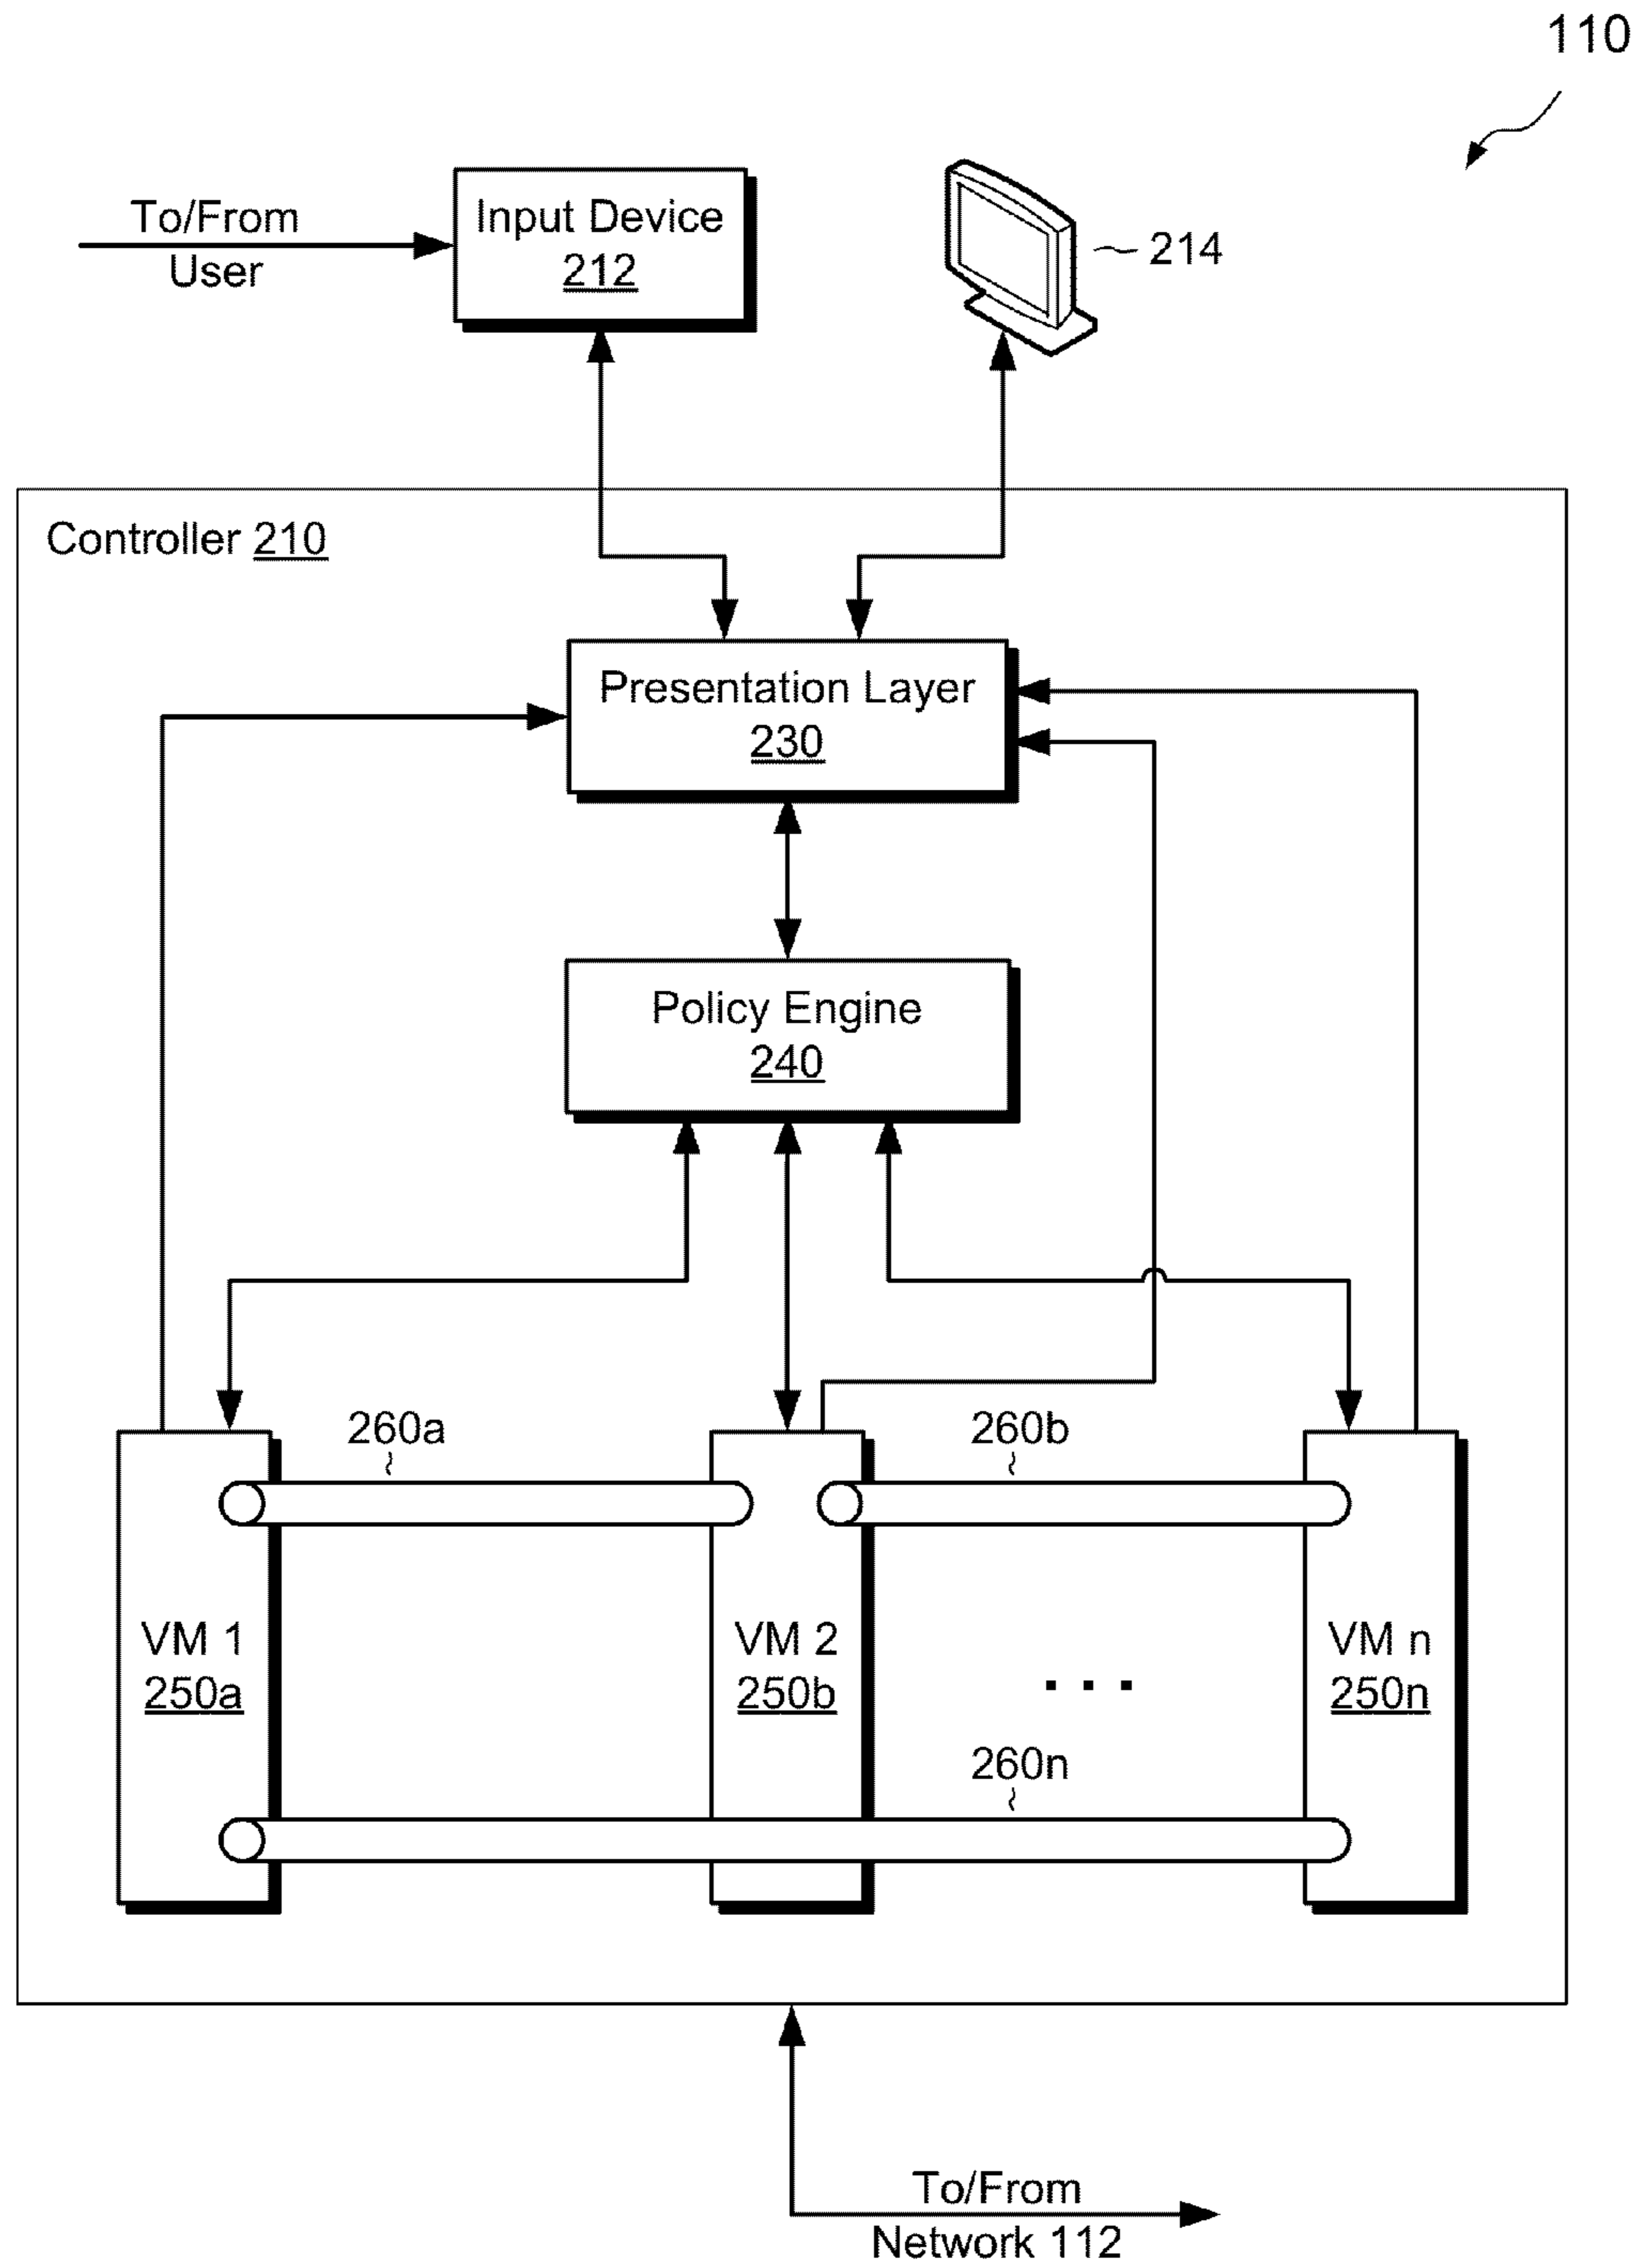 110
To/From
User
Input Device
212
214
Controller 210
Presentation Layer
230
Policy Engine
240
260a
260b
VM 1
250a
VM 2
250b
. . .
VM n
250n
260n
To/From
Network 112